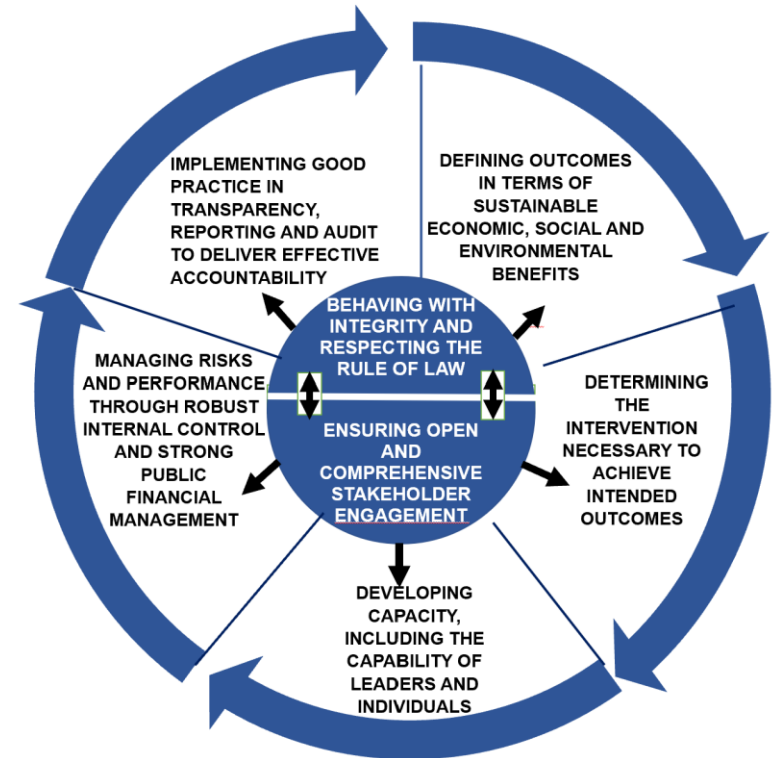 IMPLEMENTING GOOD
PRACTICE IN
TRANSPARENCY,
REPORTING AND AUDIT
TO DELIVER EFFECTIVE
ACCOUNTABILITY
DEFINING OUTCOMES
IN TERMS OF
SUSTAINABLE
ECONOMIC, SOCIAL AND
ENVIRONMENTAL
BENEFITS
BEHAVING WITH
INTEGRITY AND
RESPECTING THE
RULE OF LAW
MANAGING RISKS
AND PERFORMANCE
THROUGH ROBUST
INTERNAL CONTROL
AND STRONG
PUBLIC
FINANCIAL
MANAGEMENT
ENSURING OPEN
AND
COMPREHENSIVE
STAKEHOLDER
ENGAGEMENT
DETERMINING
THE
INTERVENTION
NECESSARY TO
ACHIEVE
INTENDED
OUTCOMES
DEVELOPING
CAPACITY,
INCLUDING THE
CAPABILITY OF
LEADERS AND
INDIVIDUALS